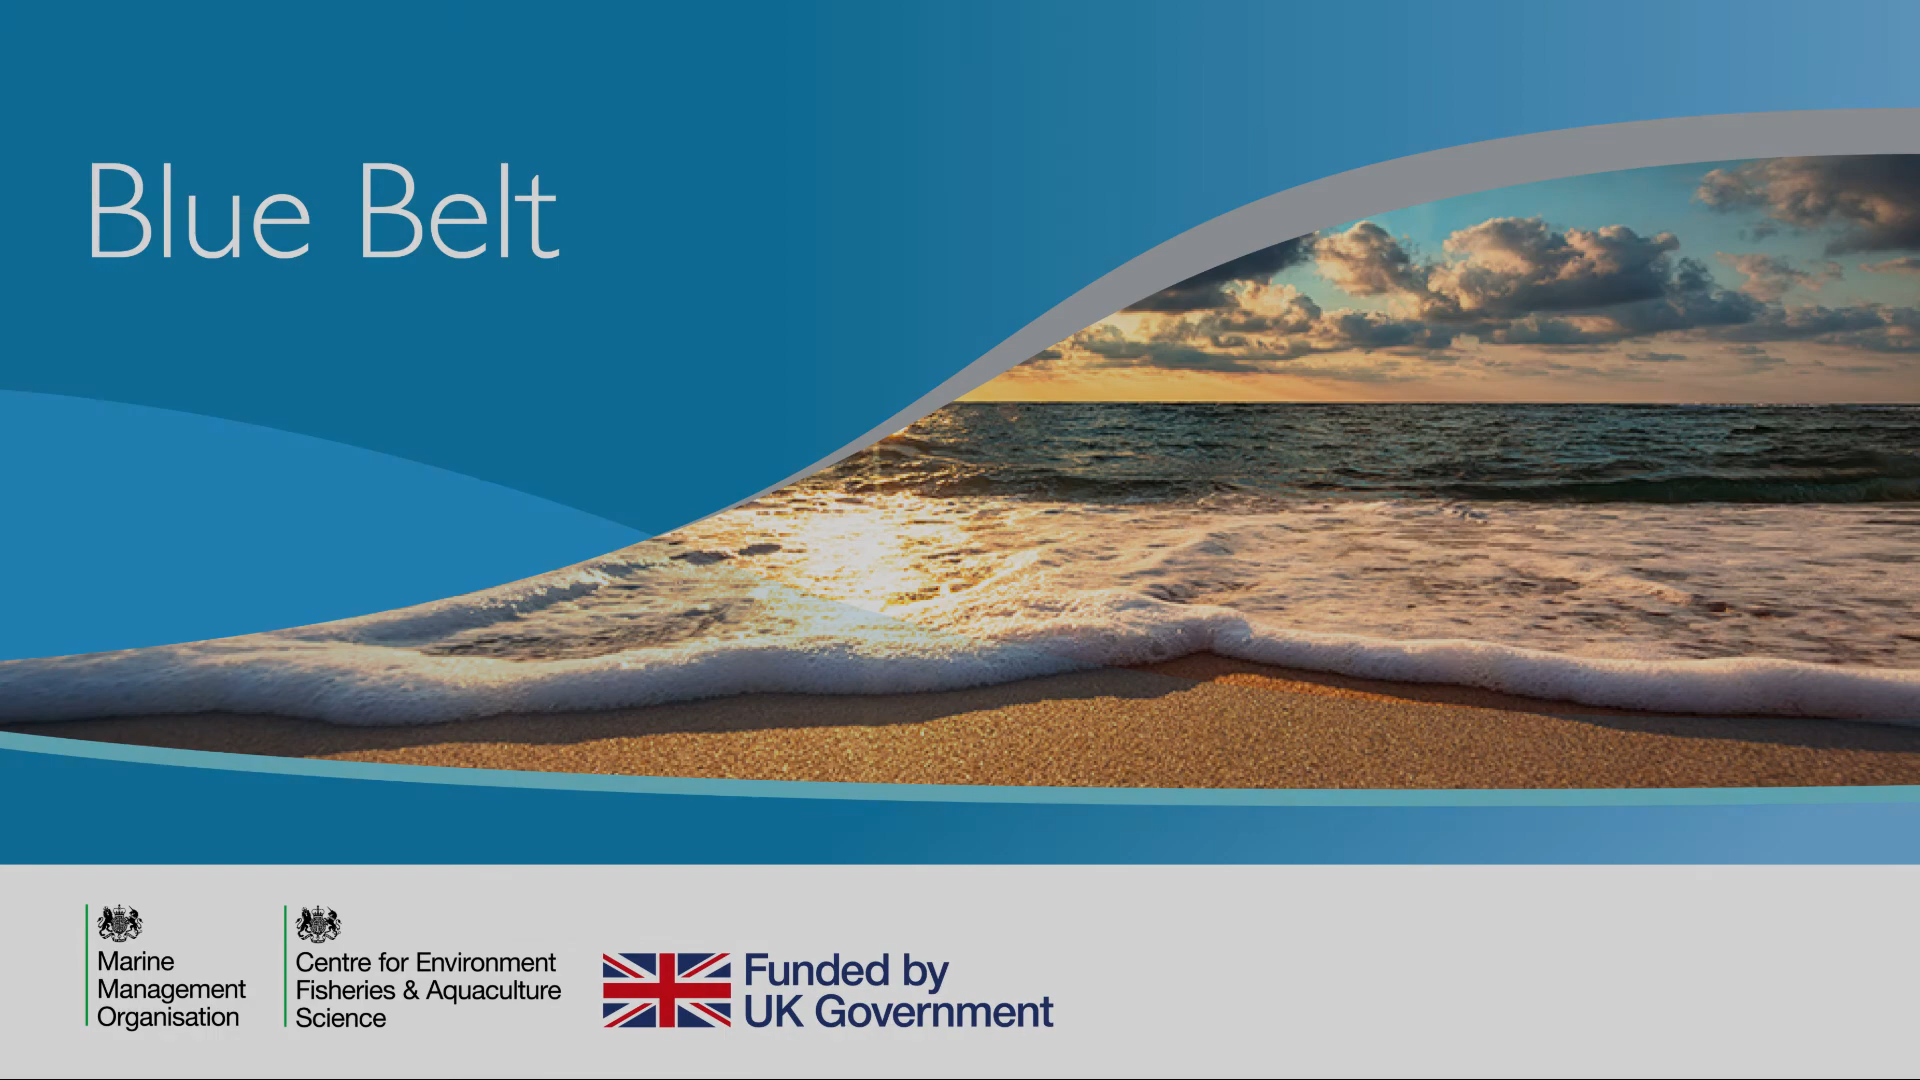 Blue Belt
Marine
Management
Organisation
Centre for Environment
Fisheries & Aquaculture
Science
Funded by
UK Government